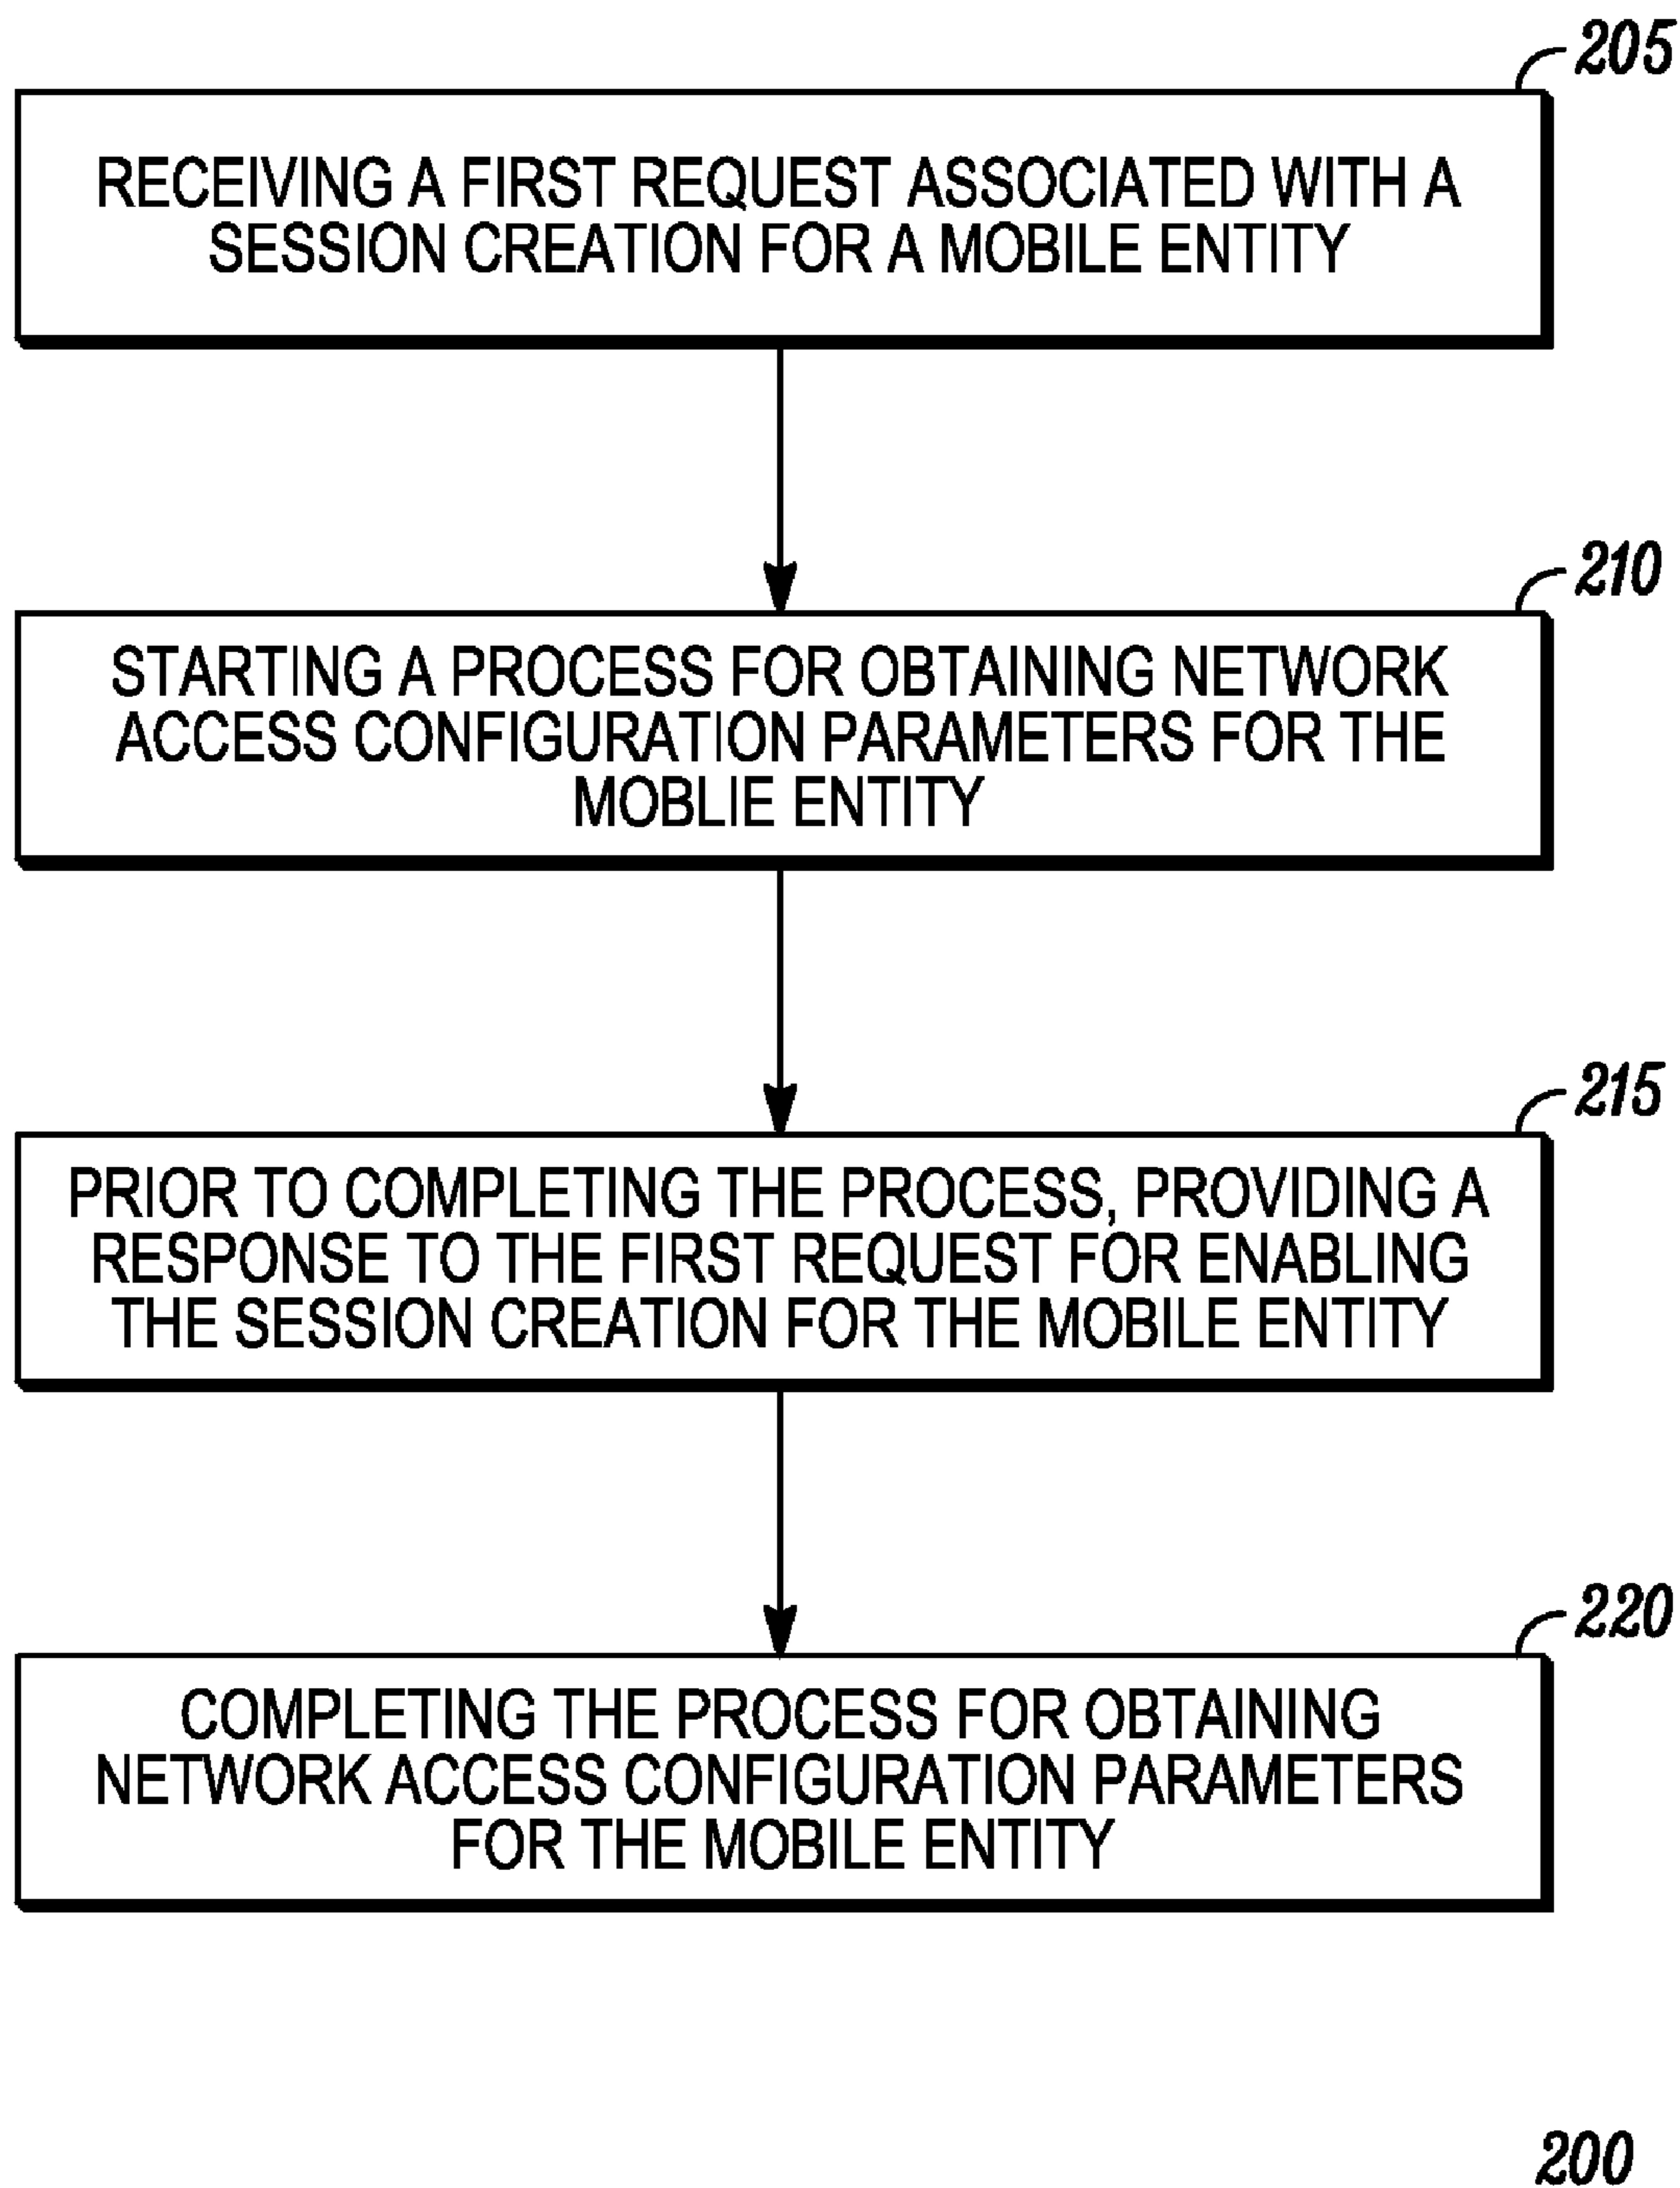 205
RECEIVING A FIRST REQUEST ASSOCIATED WITH A
SESSION CREATION FOR A MOBILE ENTITY
210
STARTING A PROCESS FOR OBTAINING NETWORK
ACCESS CONFIGURATION PARAMETERS FOR THE
MOBLIE ENTITY
215
PRIOR TO COMPLETING THE PROCESS, PROVIDING A
RESPONSE TO THE FIRST REQUEST FOR ENABLING
THE SESSION CREATION FOR THE MOBILE ENTITY
220
COMPLETING THE PROCESS FOR OBTAINING
NETWORK ACCESS CONFIGURATION PARAMETERS
FOR THE MOBILE ENTITY
200